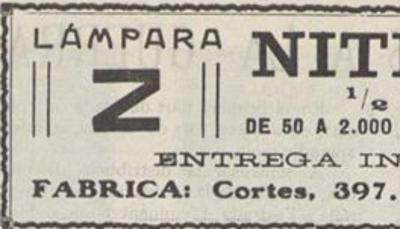 LÁMPARA
Z
NIT
1/2
DE 50 A 2.000
ENTREGA IN
FABRICA: Cortes, 397.